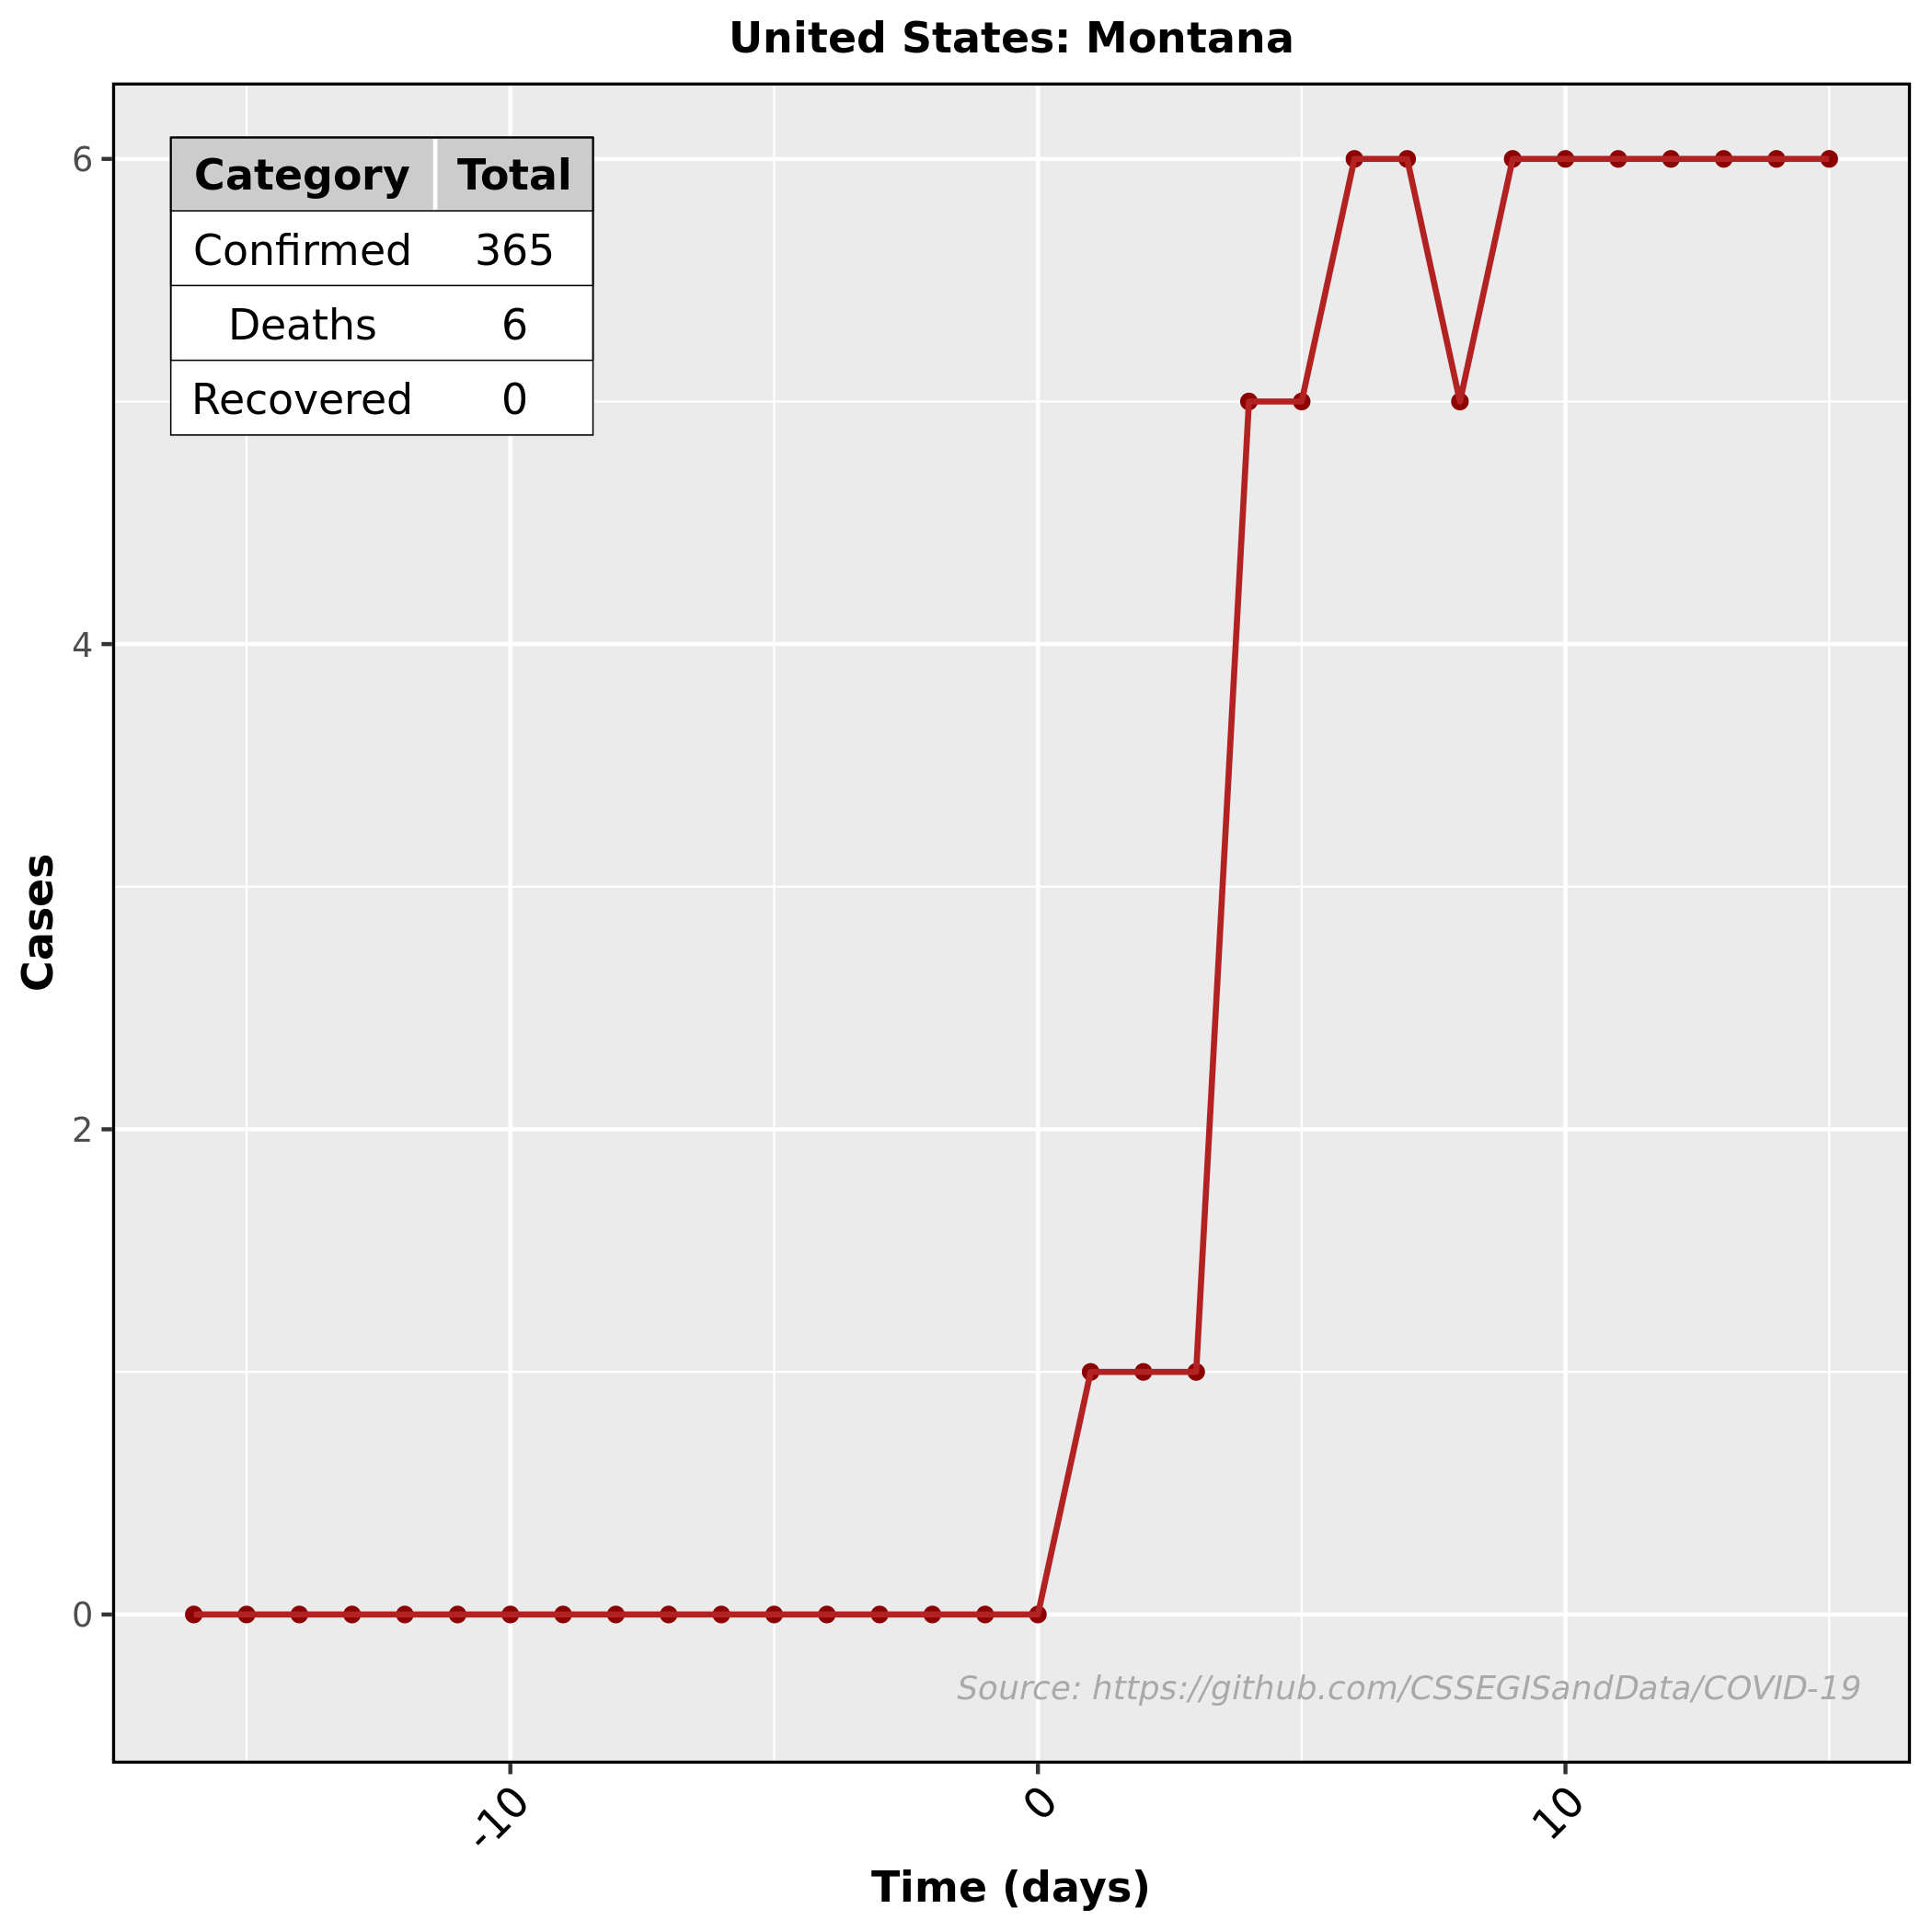 United States: Montana
Category Total
Confirmed 365
Deaths 6
Recovered 0
6
4
2
0
Cases
Source: https://github.com/CSSEGISandData/COVID-19
-10 0 10
Time (days)